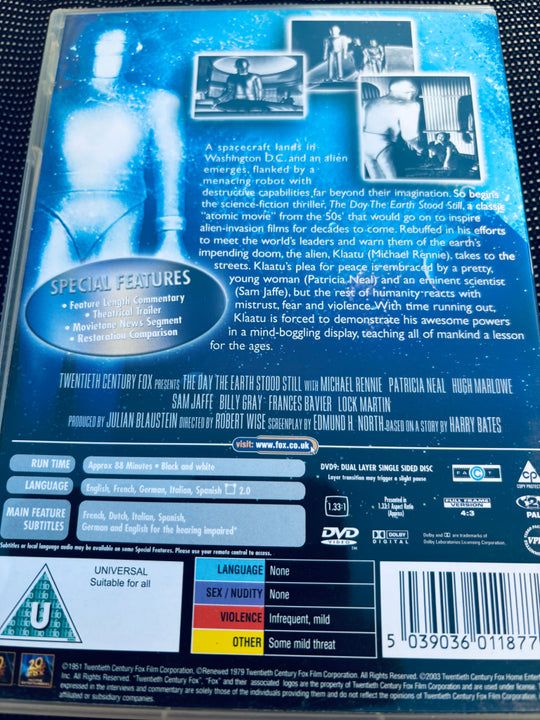 A spacecraft lands in
Washington D.C. and an alien
emerges, flanked by a
menacing robot with
destructive capabilities far beyond their imagination. So begins
the science-fiction thriller, The Day The Earth Stood Still, a classic
"atomic movie" from the 50s' that would go on to inspire
alien-invasion films for decades to come. Rebuffed in his efforts
to meet the world's leaders and warn them of the earth's
impending doom, the alien, Klaatu (Michael Rennie), takes to the
streets. Klaatu's plea for peace is embraced by a pretty,
young woman (Patricia Neal) and an eminent scientist
(Sam Jaffe), but the rest of humanity reacts with
mistrust, fear and violence. With time running out,
Klaatu is forced to demonstrate his awesome powers
in a mind-boggling display, teaching all of mankind a lesson
for the ages.
SPECIAL FEATURES
• Feature Length Commentary
• Theatrical Trailer
• Movietone News Segment
• Restoration Comparison
TWENTIETH CENTURY FOX PRESENTS THE DAY THE EARTH STOOD STILL WITH MICHAEL RENNIE PATRICIA NEAL HUGH MARLOWE
SAM JAFFE BILLY GRAY FRANCES BAVIER LOCK MARTIN
PRODUCED BY JULIAN BLAUSTEIN DIRECTED BY ROBERT WISE SCREENPLAY BY EDMUND H. NORTH BASED ON A STORY BY HARRY BATES
visit: www.fox.co.uk
RUN TIME Approx 88 Minutes • Black and white
LANGUAGE English, French, German, Italian, Spanish 2.0
MAIN FEATURE
SUBTITLES
French, Dutch, Italian, Spanish,
German and English for the hearing impaired*
*Subtitles or local language audio may be available on some Special Features. Please use your remote control to access.
DVD9: DUAL LAYER SINGLE SIDED DISC
Layer transition may trigger a slight pause
FACT
COPY PROTECTED
1.33:1
Presented in
1.33:1 Aspect Ratio
(Approx)
FULL FRAME
VERSION
4:3
2
PAL
DVD
VIDEO
DOLBY
DIGITAL
Dolby and are trademarks of
Dolby Laboratories Licensing Corporation.
VPRC
U
UNIVERSAL
Suitable for all
LANGUAGE None
SEX / NUDITY None
VIOLENCE Infrequent, mild
OTHER Some mild threat
5 039036 011877
20
©1951 Twentieth Century Fox Film Corporation, ©Renewed 1979 Twentieth Century Fox Film Corporation. All Rights Reserved. ©2003 Twentieth Century Fox Home Entert
Inc. All Rights Reserved. "Twentieth Century Fox", "Fox" and their associated logos are the property of Twentieth Century Fox Film Corporation and are used under license.
expressed in the interviews and commentary are solely those of the individuals providing them and do not reflect the opinions of Twentieth Century Fox Film Corporation,
affiliated or subsidiary companies.